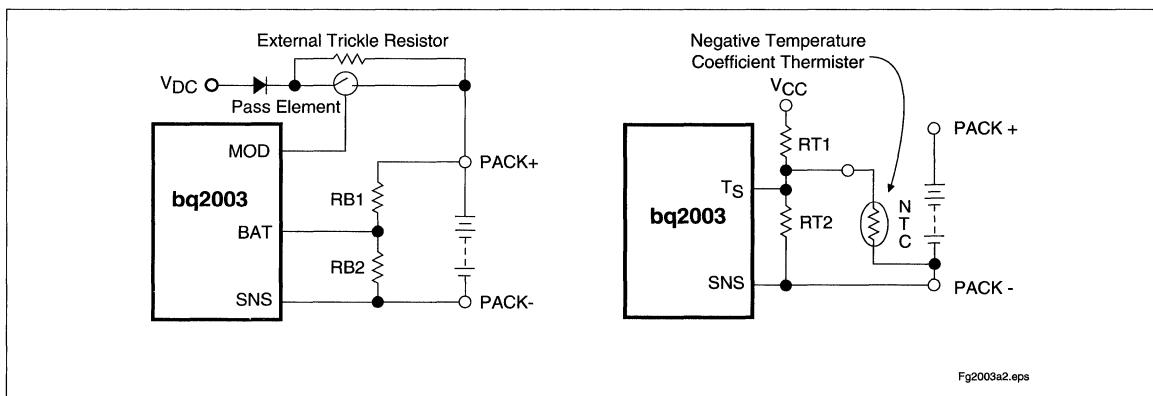 External Trickle Resistor
VDC
Pass Element
MOD
bq2003
BAT
SNS
RB1
RB2
PACK+
PACK-
Negative Temperature
Coefficient Thermister
VCC
RT1
TS
bq2003
RT2
SNS
N
T
C
PACK +
PACK -
Fg2003a2.eps